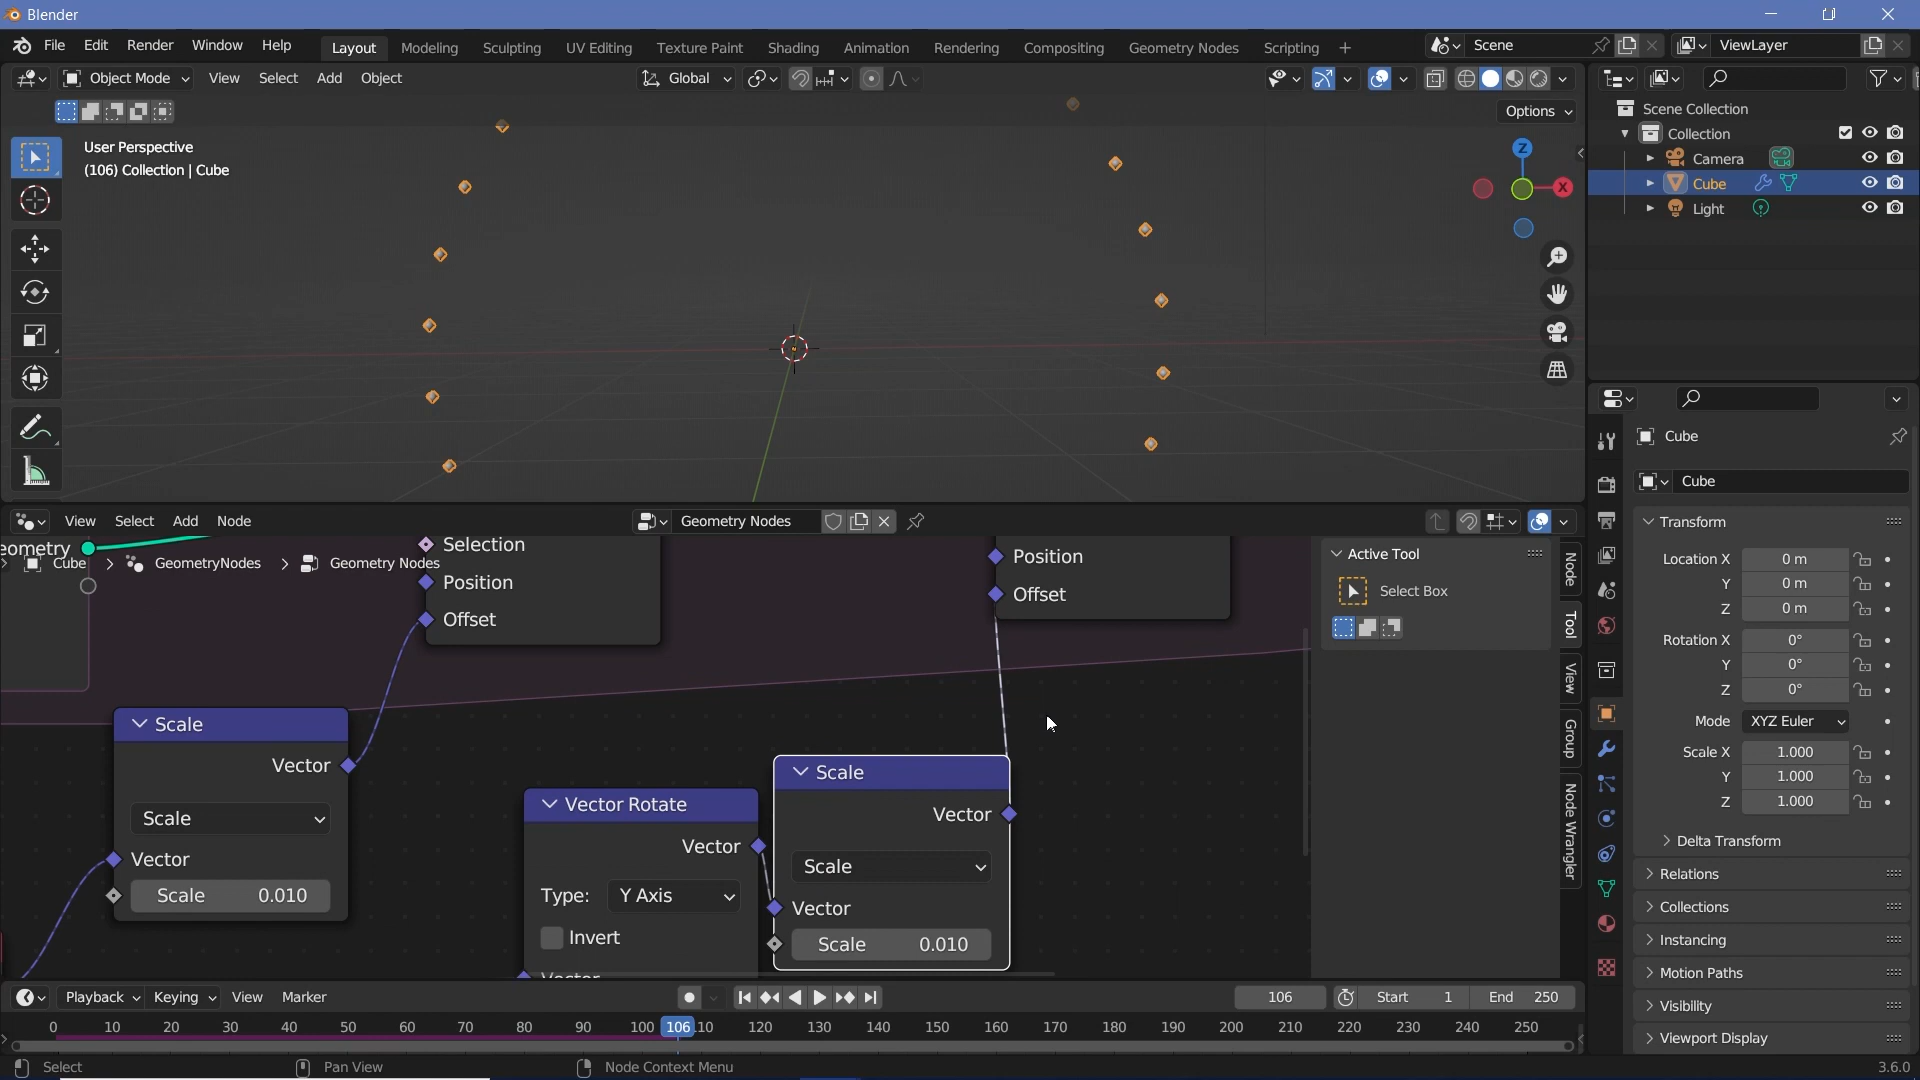 Blender
File Edit Render Window Help Layout Modeling Sculpting UV Editing Texture Paint Shading Animation Rendering Compositing Geometry Nodes Scripting + Scene ViewLayer
Object Mode View Select Add Object Global
Options
User Perspective
(106) Collection | Cube
Z
X
Scene Collection
Collection
Camera
Cube
Light
Cube
Cube
Transform
Location X 0 m
Y 0 m
Z 0 m
Rotation X 0°
Y 0°
Z 0°
Mode XYZ Euler
Scale X 1.000
Y 1.000
Z 1.000
Delta Transform
Relations
Collections
Instancing
Motion Paths
Visibility
Viewport Display
View Select Add Node Geometry Nodes
eometry
Cube > GeometryNodes > Geometry Nodes
Selection
Position
Offset
Position
Offset
Active Tool
Select Box
Node
Tool
View
Group
Node Wrangler
Scale
Vector
Scale
Vector
Scale 0.010
Vector Rotate
Vector
Type: Y Axis
Invert
Vector
Scale
Vector
Scale
Vector
Scale 0.010
Playback Keying View Marker 106 Start 1 End 250
0 10 20 30 40 50 60 70 80 90 100 106 10 120 130 140 150 160 170 180 190 200 210 220 230 240 250
Select Pan View Node Context Menu 3.6.0